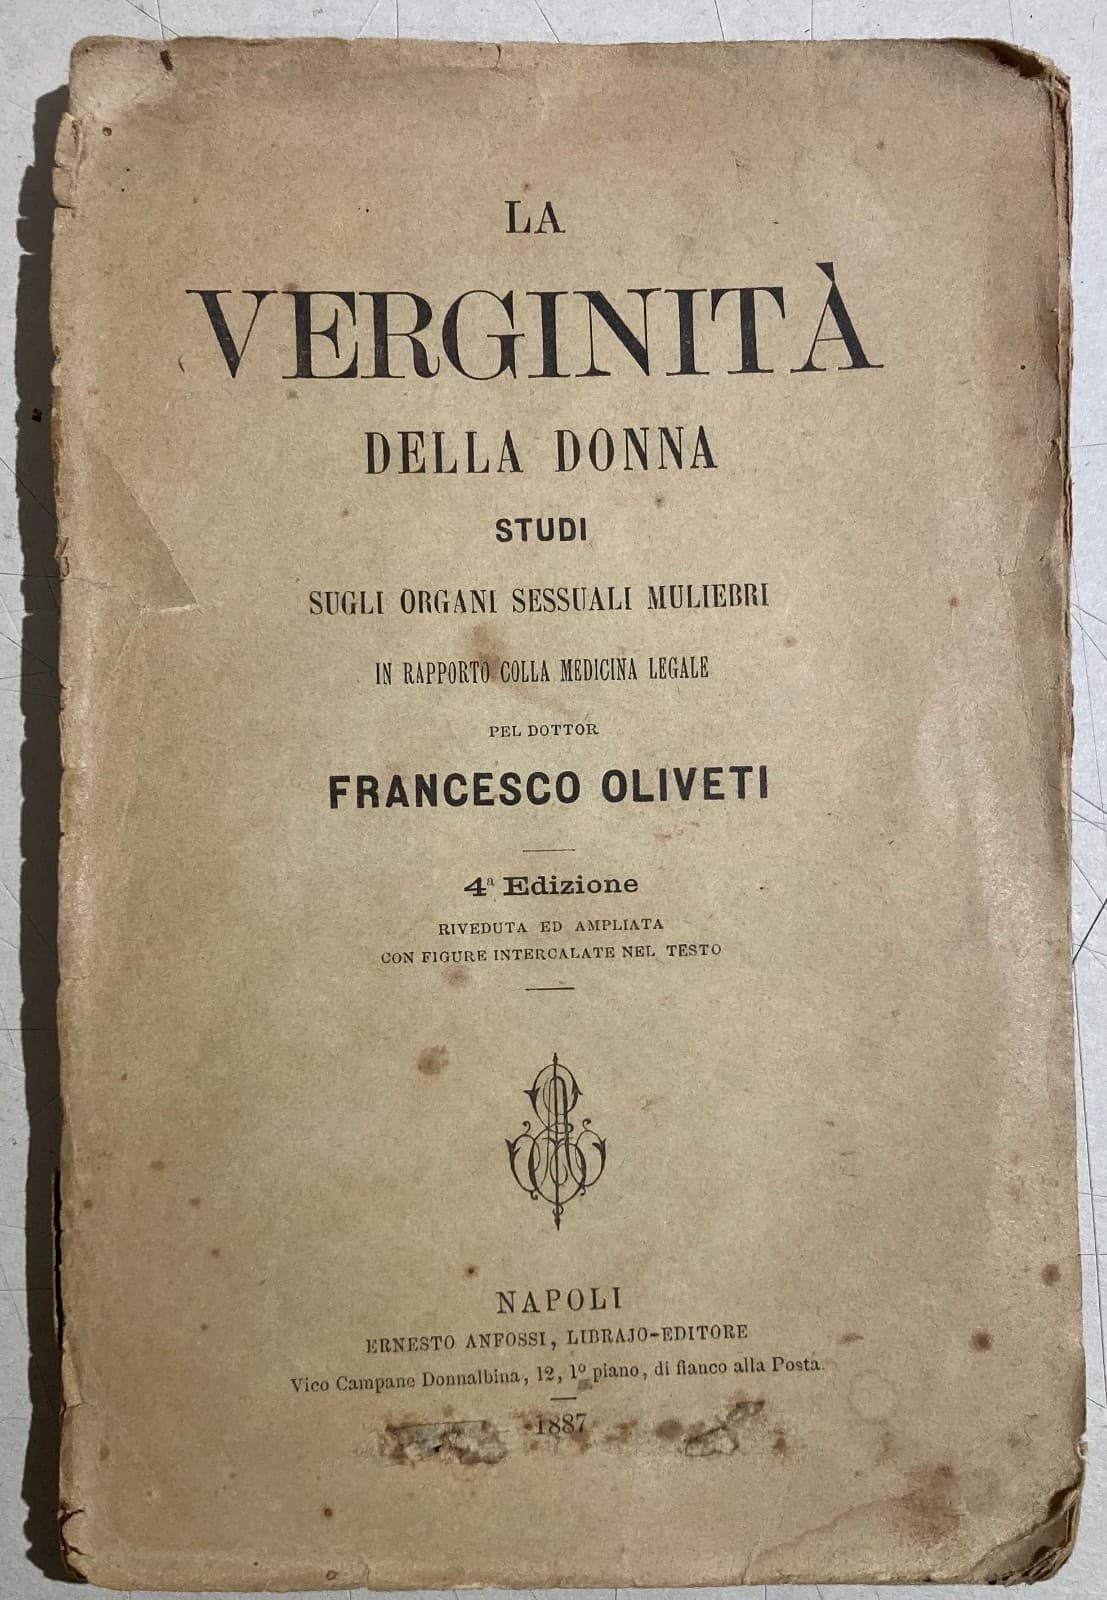 LA
VERGINITÀ
DELLA DONNA
STUDI
SUGLI ORGANI SESSUALI MULIEBRI
IN RAPPORTO COLLA MEDICINA LEGALE
PEL DOTTOR
FRANCESCO OLIVETI
4ª Edizione
RIVEDUTA ED AMPLIATA
CON FIGURE INTERCALATE NEL TESTO
NAPOLI
ERNESTO ANFOSSI, LIBRAJO-EDITORE
Vico Campane Donnalbina, 12, 1º piano, di fianco alla Posta.
1887